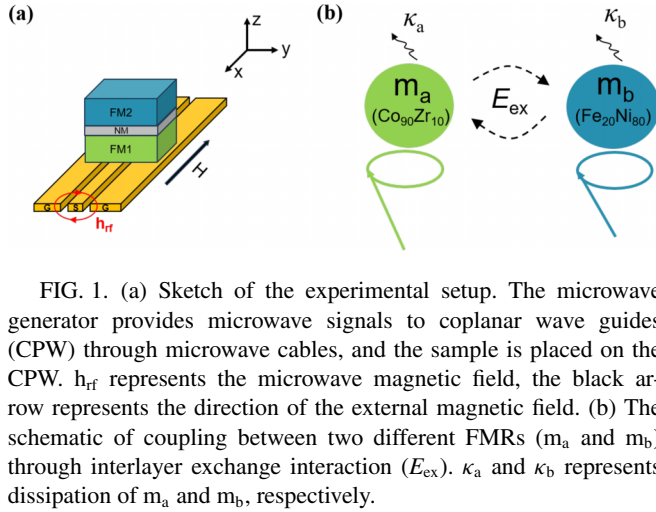 (a)
z
y
x
FM2
NM
FM1
H
G S G
h_rf
(b)
κ_a κ_b
m_a E_ex m_b
(Co₉₀Zr₁₀) (Fe₂₀Ni₈₀)
FIG. 1. (a) Sketch of the experimental setup. The microwave
generator provides microwave signals to coplanar wave guides
(CPW) through microwave cables, and the sample is placed on the
CPW. h_rf represents the microwave magnetic field, the black ar-
row represents the direction of the external magnetic field. (b) The
schematic of coupling between two different FMRs (m_a and m_b)
through interlayer exchange interaction (E_ex). κ_a and κ_b represents
dissipation of m_a and m_b, respectively.